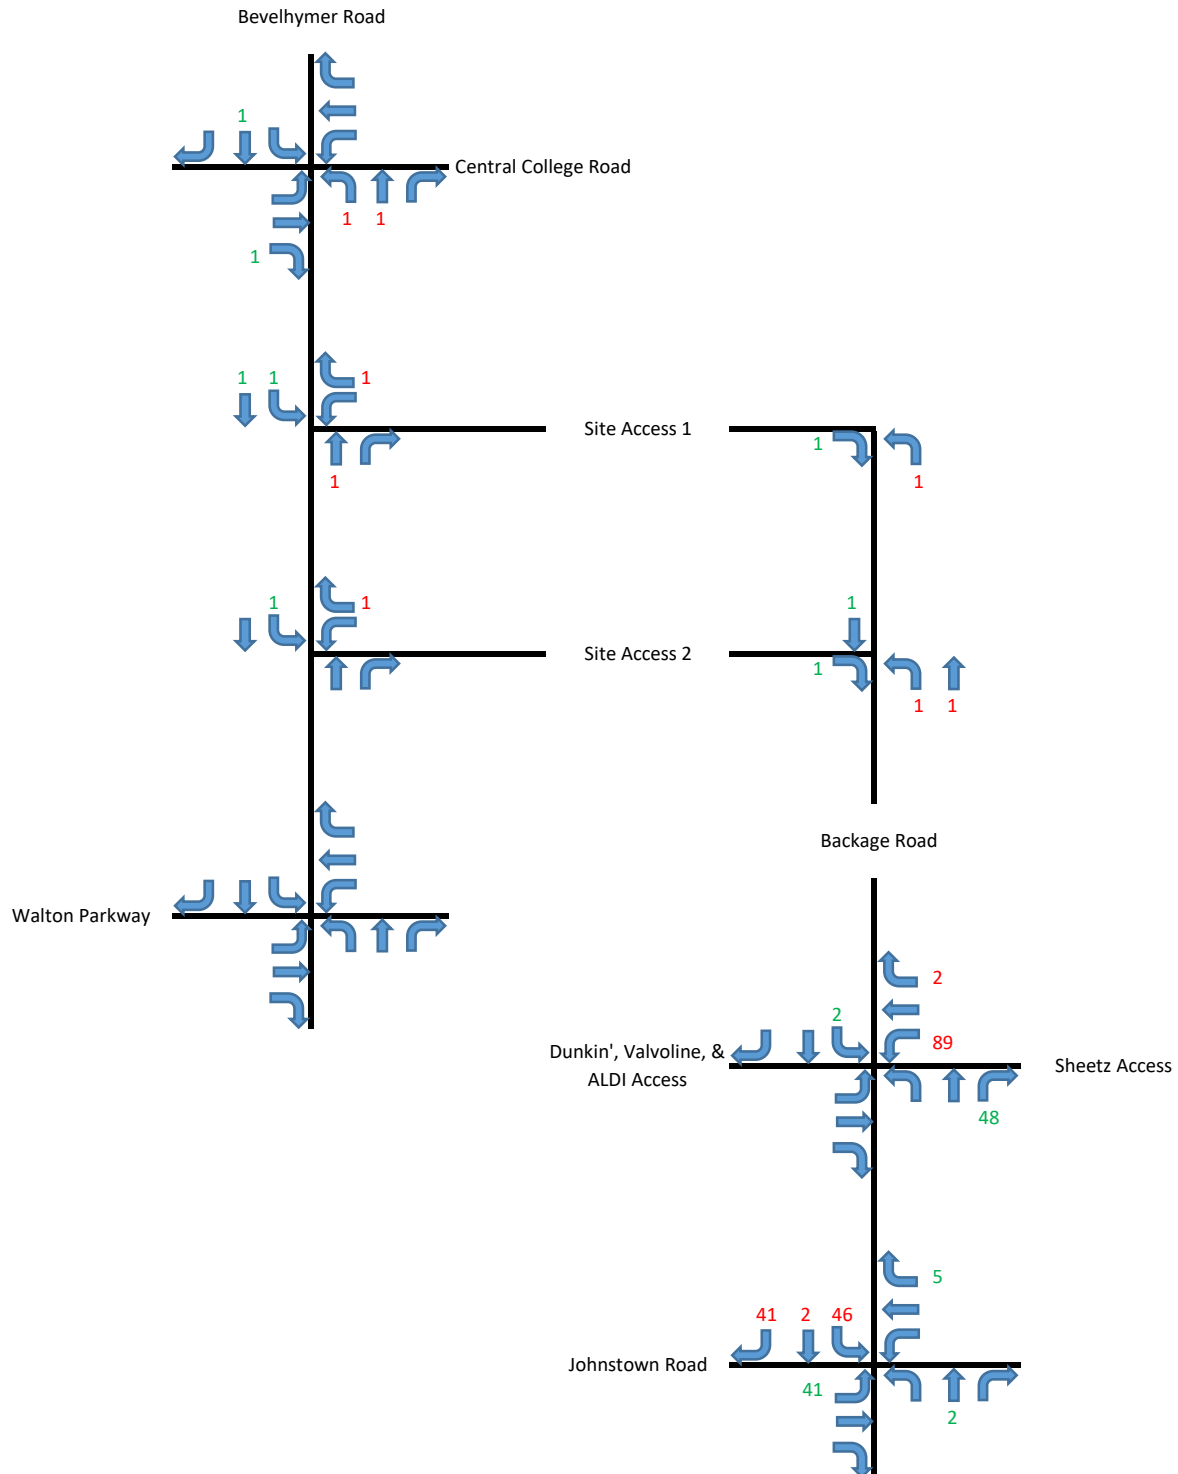 Bevelhymer Road
1
Central College Road
1 1
1
1 1 1
Site Access 1
1
1 1
1 1 1
Site Access 2
1
1 1
Backage Road
Walton Parkway
2
2
Dunkin', Valvoline, &
ALDI Access
89
Sheetz Access
48
5
41 2 46
Johnstown Road
41
2